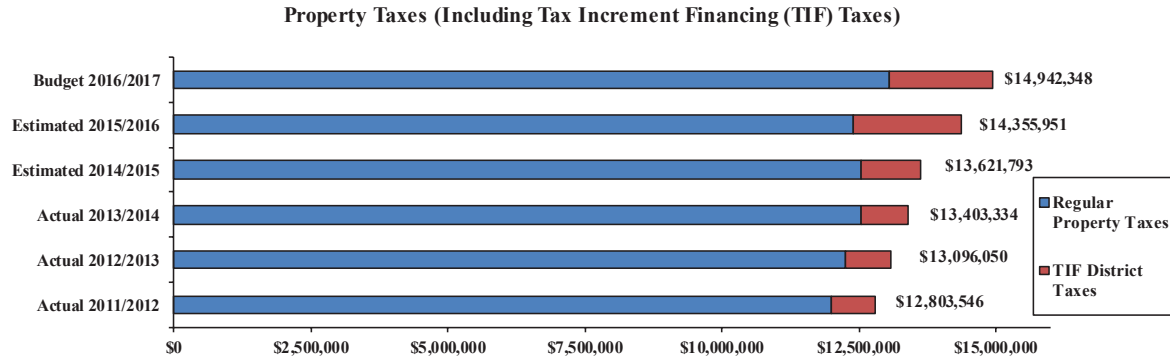 Property Taxes (Including Tax Increment Financing (TIF) Taxes)
Budget 2016/2017
$14,942,348
Estimated 2015/2016
$14,355,951
Estimated 2014/2015
$13,621,793
Actual 2013/2014
$13,403,334
Actual 2012/2013
$13,096,050
Actual 2011/2012
$12,803,546
Regular
Property Taxes
TIF District
Taxes
$0
$2,500,000
$5,000,000
$7,500,000
$10,000,000
$12,500,000
$15,000,000